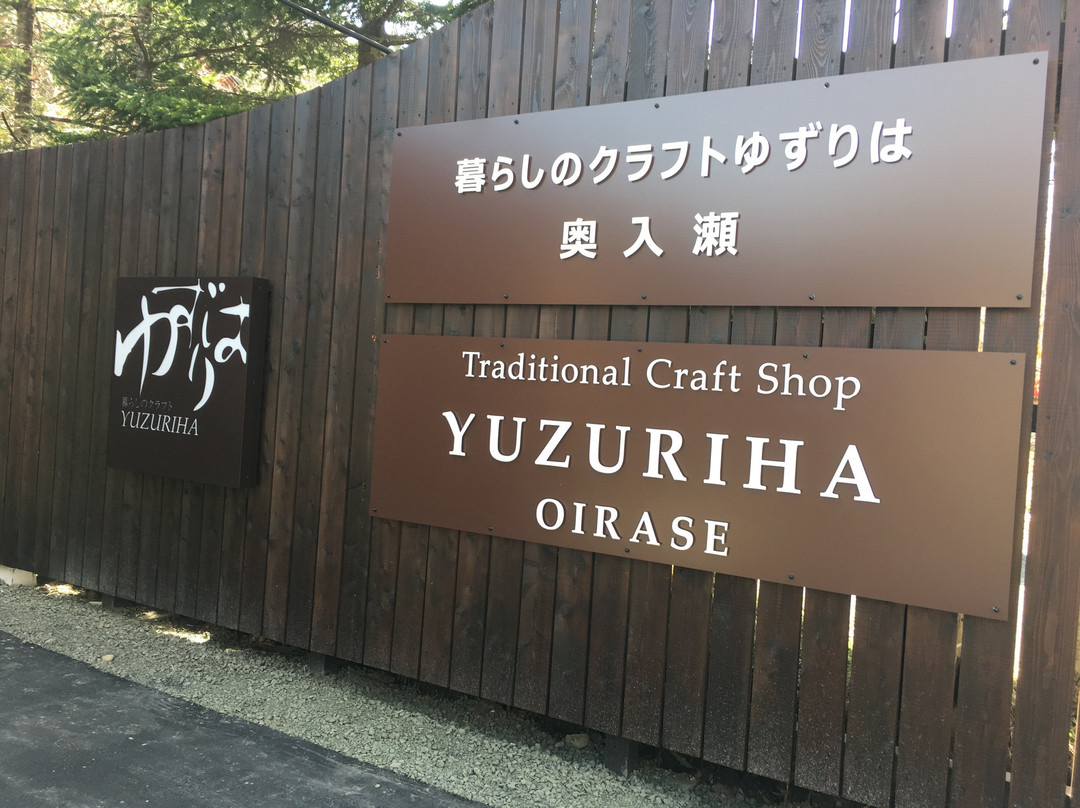 ゆずりは
暮らしのクラフト
YUZURIHA
暮らしのクラフトゆずりは
奥入瀬
Traditional Craft Shop
YUZURIHA
OIRASE